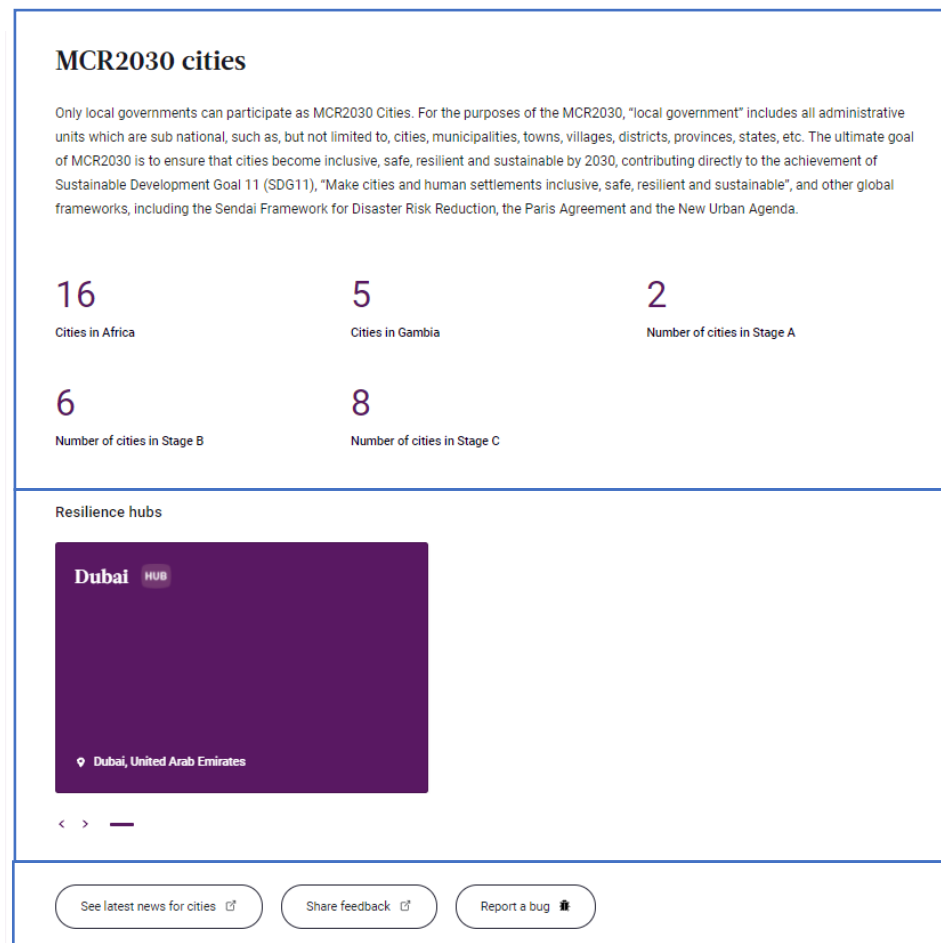 MCR2030 cities
Only local governments can participate as MCR2030 Cities. For the purposes of the MCR2030, “local government” includes all administrative
units which are sub national, such as, but not limited to, cities, municipalities, towns, villages, districts, provinces, states, etc. The ultimate goal
of MCR2030 is to ensure that cities become inclusive, safe, resilient and sustainable by 2030, contributing directly to the achievement of
Sustainable Development Goal 11 (SDG11), “Make cities and human settlements inclusive, safe, resilient and sustainable”, and other global
frameworks, including the Sendai Framework for Disaster Risk Reduction, the Paris Agreement and the New Urban Agenda.
16
Cities in Africa
5
Cities in Gambia
2
Number of cities in Stage A
6
Number of cities in Stage B
8
Number of cities in Stage C
Resilience hubs
Dubai HUB
Dubai, United Arab Emirates
See latest news for cities
Share feedback
Report a bug